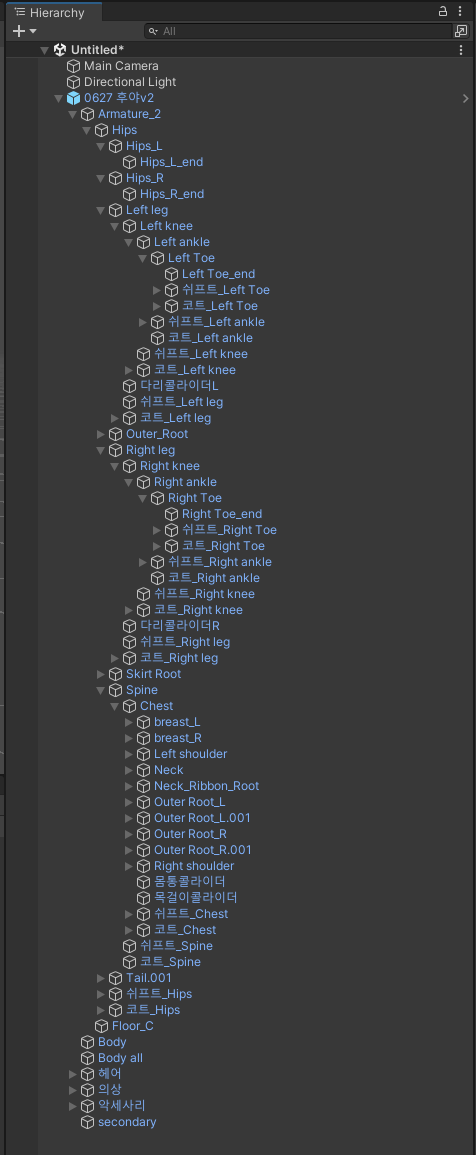 Hierarchy
All
Untitled*
Main Camera
Directional Light
0627 후야v2
Armature_2
Hips
Hips_L
Hips_L_end
Hips_R
Hips_R_end
Left leg
Left knee
Left ankle
Left Toe
Left Toe_end
쉬프트_Left Toe
코트_Left Toe
쉬프트_Left ankle
코트_Left ankle
쉬프트_Left knee
코트_Left knee
다리콜라이더L
쉬프트_Left leg
코트_Left leg
Outer_Root
Right leg
Right knee
Right ankle
Right Toe
Right Toe_end
쉬프트_Right Toe
코트_Right Toe
쉬프트_Right ankle
코트_Right ankle
쉬프트_Right knee
코트_Right knee
다리콜라이더R
쉬프트_Right leg
코트_Right leg
Skirt Root
Spine
Chest
breast_L
breast_R
Left shoulder
Neck
Neck_Ribbon_Root
Outer Root_L
Outer Root_L.001
Outer Root_R
Outer Root_R.001
Right shoulder
몸통콜라이더
목걸이콜라이더
쉬프트_Chest
코트_Chest
쉬프트_Spine
코트_Spine
Tail.001
쉬프트_Hips
코트_Hips
Floor_C
Body
Body all
헤어
의상
악세사리
secondary